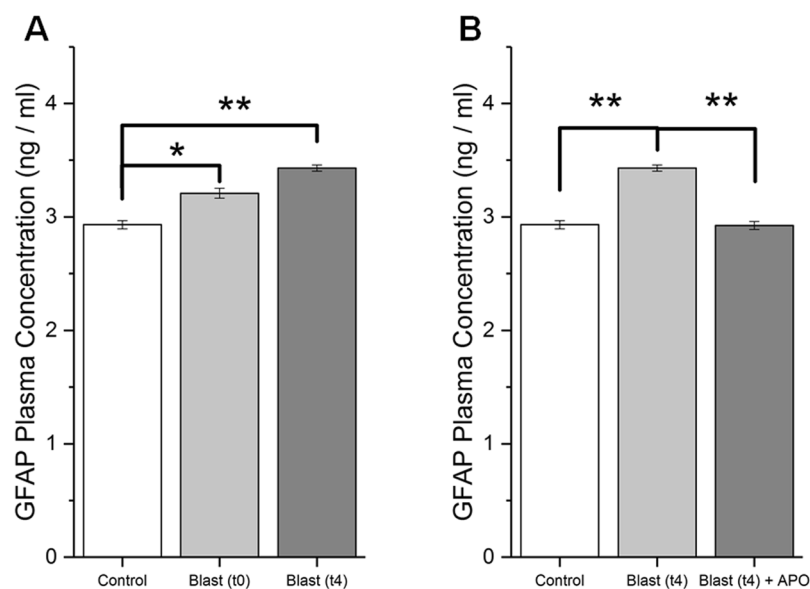 A
GFAP Plasma Concentration (ng / ml)
4
3
2
1
0
**
*
Control
Blast (t0)
Blast (t4)
B
GFAP Plasma Concentration (ng / ml)
4
3
2
1
0
**
**
Control
Blast (t4)
Blast (t4) + APO